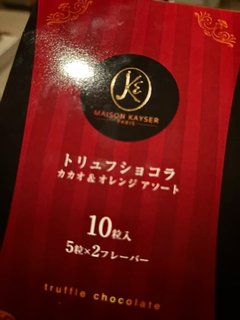 MAISON KAYSER
PARIS
トリュフショコラ
カカオ&オレンジ アソート
10粒入
5粒×2フレーバー
truffle chocolate